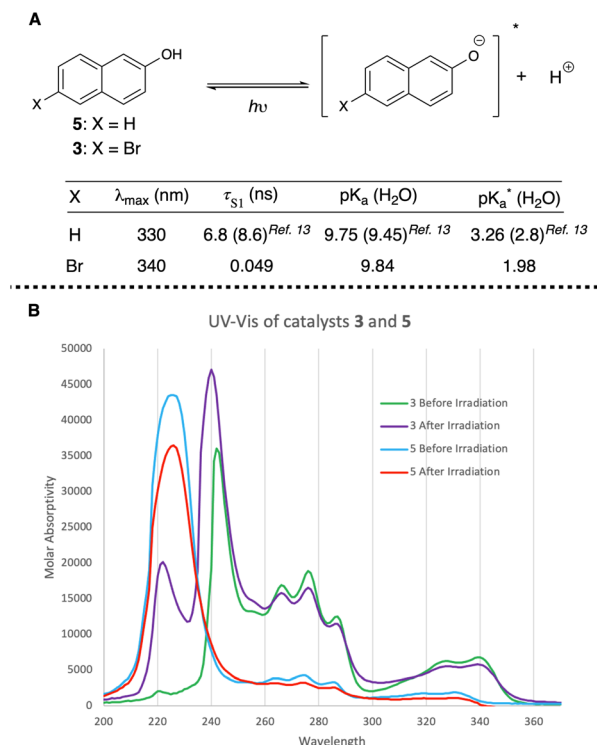 A
OH
X
5: X = H
3: X = Br
hυ
O
⊖
*
X
+ H⊕
X λmax (nm) τS1 (ns) pKa (H2O) pKa* (H2O)
H 330 6.8 (8.6)Ref. 13 9.75 (9.45)Ref. 13 3.26 (2.8)Ref. 13
Br 340 0.049 9.84 1.98
B
UV-Vis of catalysts 3 and 5
50000
45000
40000
35000
30000
25000
20000
15000
10000
5000
0
Molar Absorptivity
3 Before Irradiation
3 After Irradiation
5 Before Irradiation
5 After Irradiation
200 220 240 260 280 300 320 340 360
Wavelength